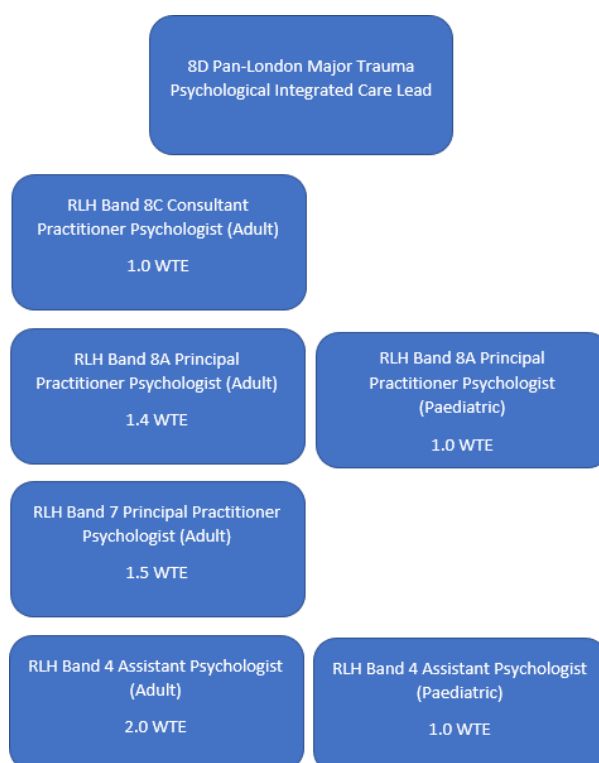 8D Pan-London Major Trauma
Psychological Integrated Care Lead
RLH Band 8C Consultant
Practitioner Psychologist (Adult)
1.0 WTE
RLH Band 8A Principal
Practitioner Psychologist (Adult)
1.4 WTE
RLH Band 8A Principal
Practitioner Psychologist
(Paediatric)
1.0 WTE
RLH Band 7 Principal Practitioner
Psychologist (Adult)
1.5 WTE
RLH Band 4 Assistant Psychologist
(Adult)
2.0 WTE
RLH Band 4 Assistant Psychologist
(Paediatric)
1.0 WTE